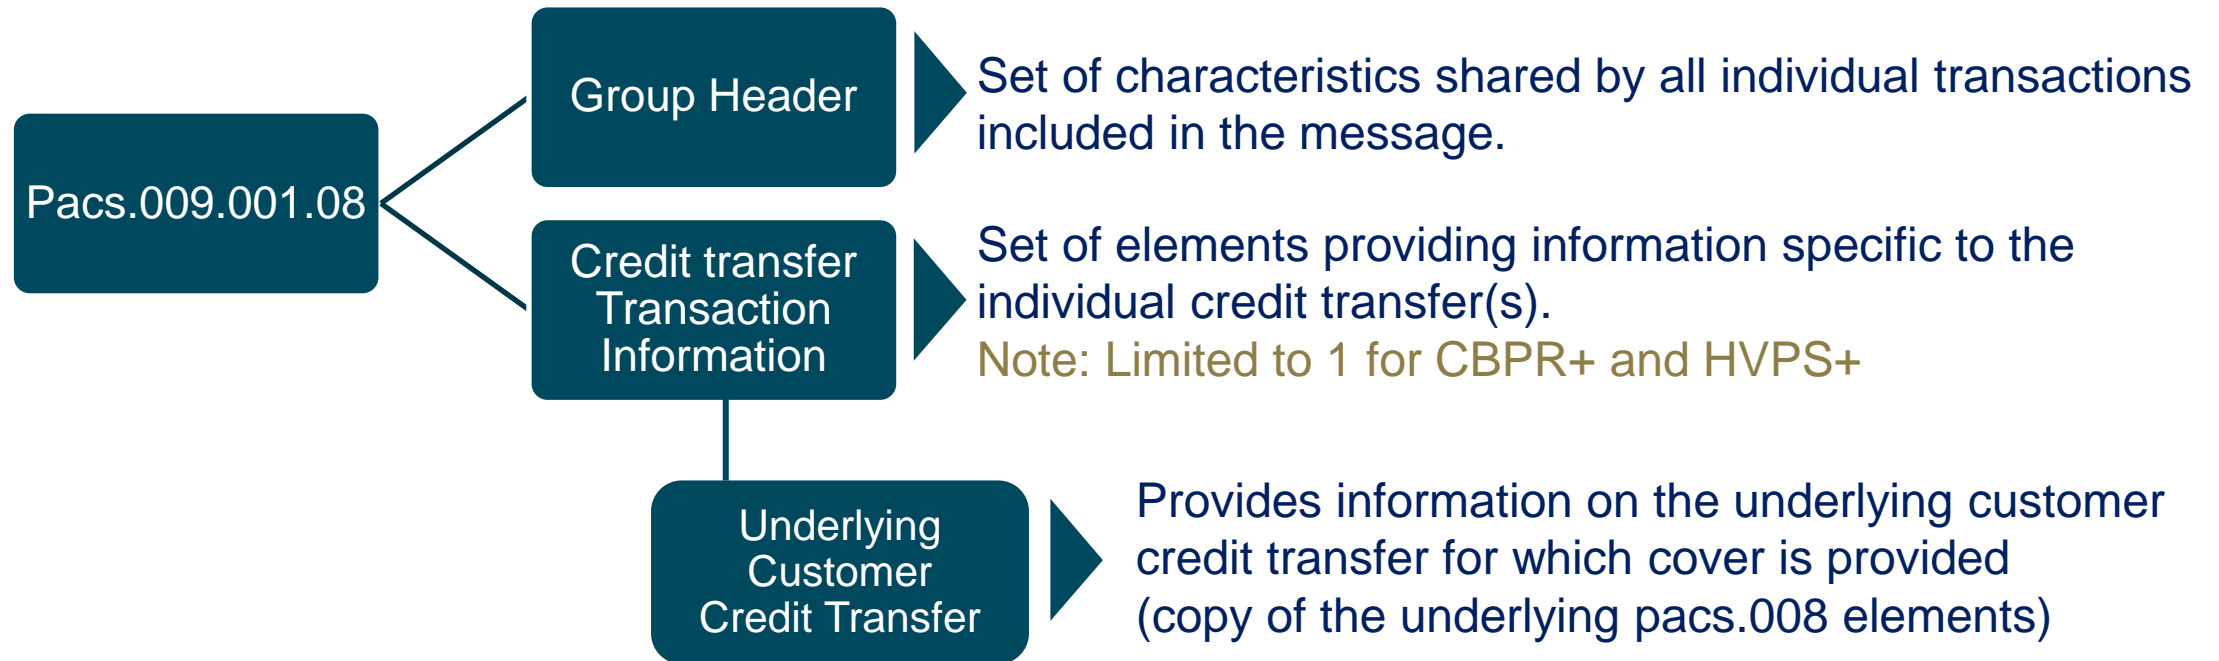 Pacs.009.001.08
Group Header
Set of characteristics shared by all individual transactions
included in the message.
Credit transfer
Transaction
Information
Set of elements providing information specific to the
individual credit transfer(s).
Note: Limited to 1 for CBPR+ and HVPS+
Underlying
Customer
Credit Transfer
Provides information on the underlying customer
credit transfer for which cover is provided
(copy of the underlying pacs.008 elements)